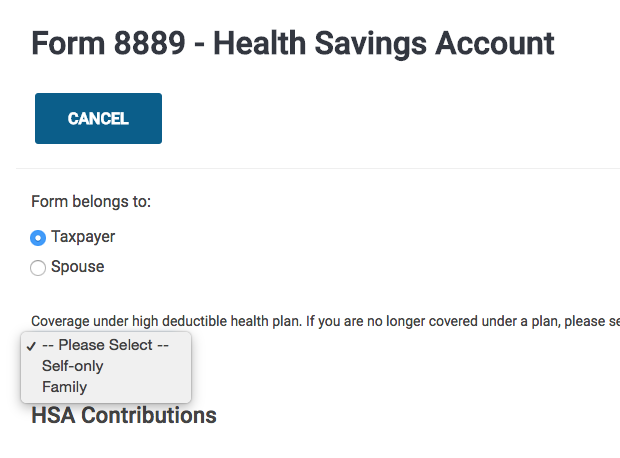 Form 8889 - Health Savings Account
CANCEL
Form belongs to:
Taxpayer
Spouse
Coverage under high deductible health plan. If you are no longer covered under a plan, please se
✓ -- Please Select --
Self-only
Family
HSA Contributions